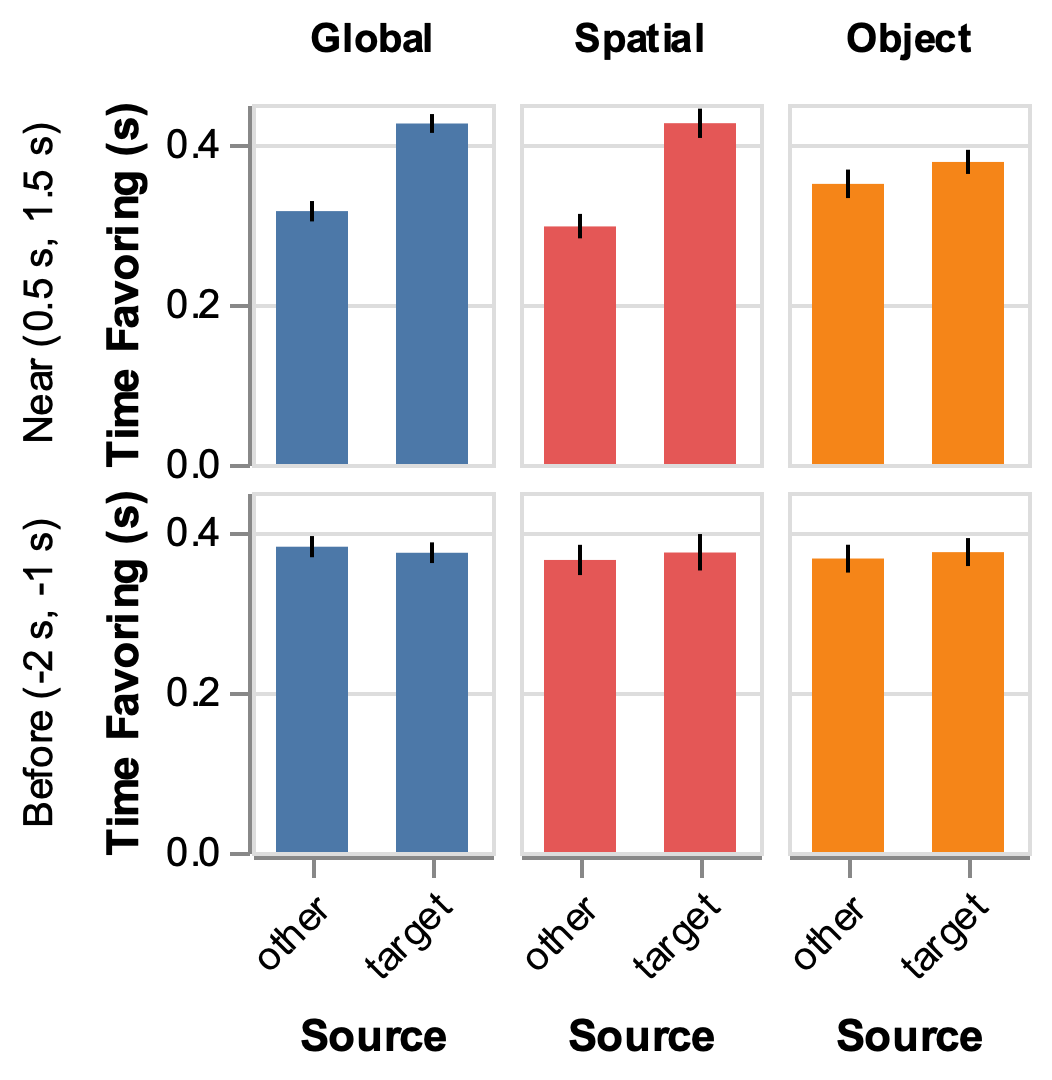 Global Spatial Object
Near (0.5 s, 1.5 s)
Time Favoring (s)
0.4
0.2
0.0
Before (-2 s, -1 s)
Time Favoring (s)
0.4
0.2
0.0
other target other target other target
Source Source Source